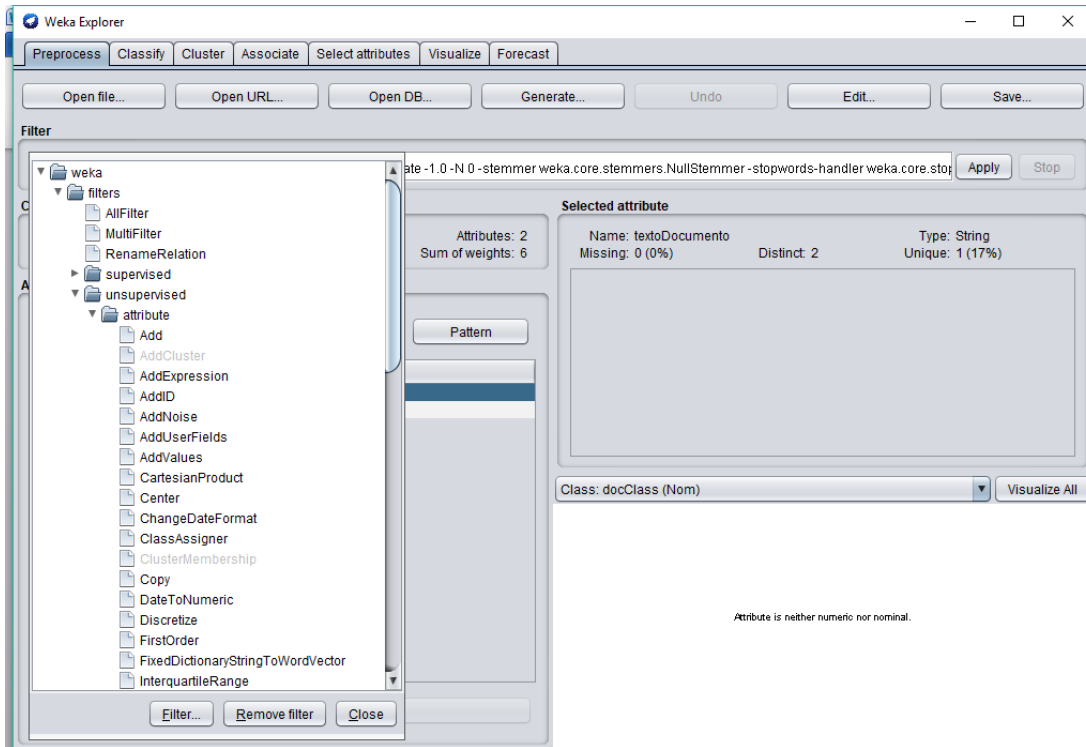 Weka Explorer
Preprocess Classify Cluster Associate Select attributes Visualize Forecast
Open file... Open URL... Open DB... Generate... Undo Edit... Save...
Filter
-1.0 -N 0 -stemmer weka.core.stemmers.NullStemmer -stopwords-handler weka.core.stop Apply Stop
weka
filters
AllFilter
MultiFilter
RenameRelation
supervised
unsupervised
attribute
Add
AddCluster
AddExpression
AddID
AddNoise
AddUserFields
AddValues
CartesianProduct
Center
ChangeDateFormat
ClassAssigner
ClusterMembership
Copy
DateToNumeric
Discretize
FirstOrder
FixedDictionaryStringToWordVector
InterquartileRange
Filter... Remove filter Close
Attributes: 2
Sum of weights: 6
Pattern
Selected attribute
Name: textoDocumento Type: String
Missing: 0 (0%) Distinct: 2 Unique: 1 (17%)
Class: docClass (Nom) Visualize All
Attribute is neither numeric nor nominal.